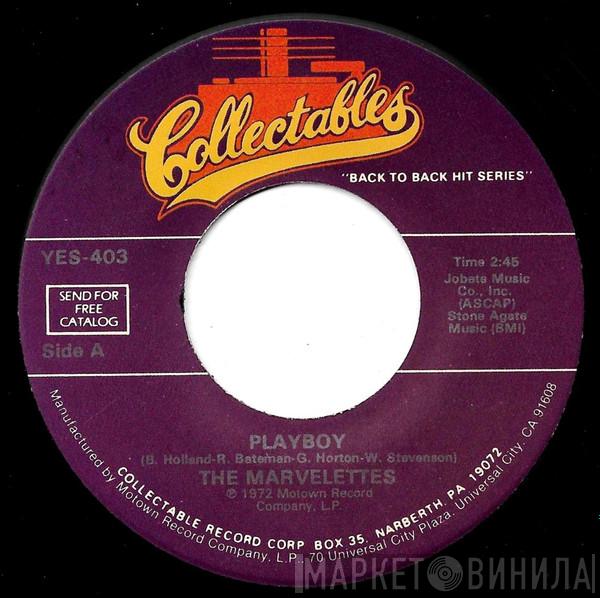 Collectables
"BACK TO BACK HIT SERIES"
YES-403
SEND FOR
FREE
CATALOG
Side A
Time 2:45
Jobete Music
Co., Inc.
(ASCAP)
Stone Agate
Music (BMI)
PLAYBOY
(B. Holland-R. Bateman-G. Horton-W. Stevenson)
THE MARVELETTES
℗ 1972 Motown Record
Company, L.P.
COLLECTABLE RECORD CORP BOX 35, NARBERTH, PA 19072
Manufactured by Motown Record Company, L.P., 70 Universal City Plaza, Universal City, CA 91608
МАРКЕТ ВИНИЛА